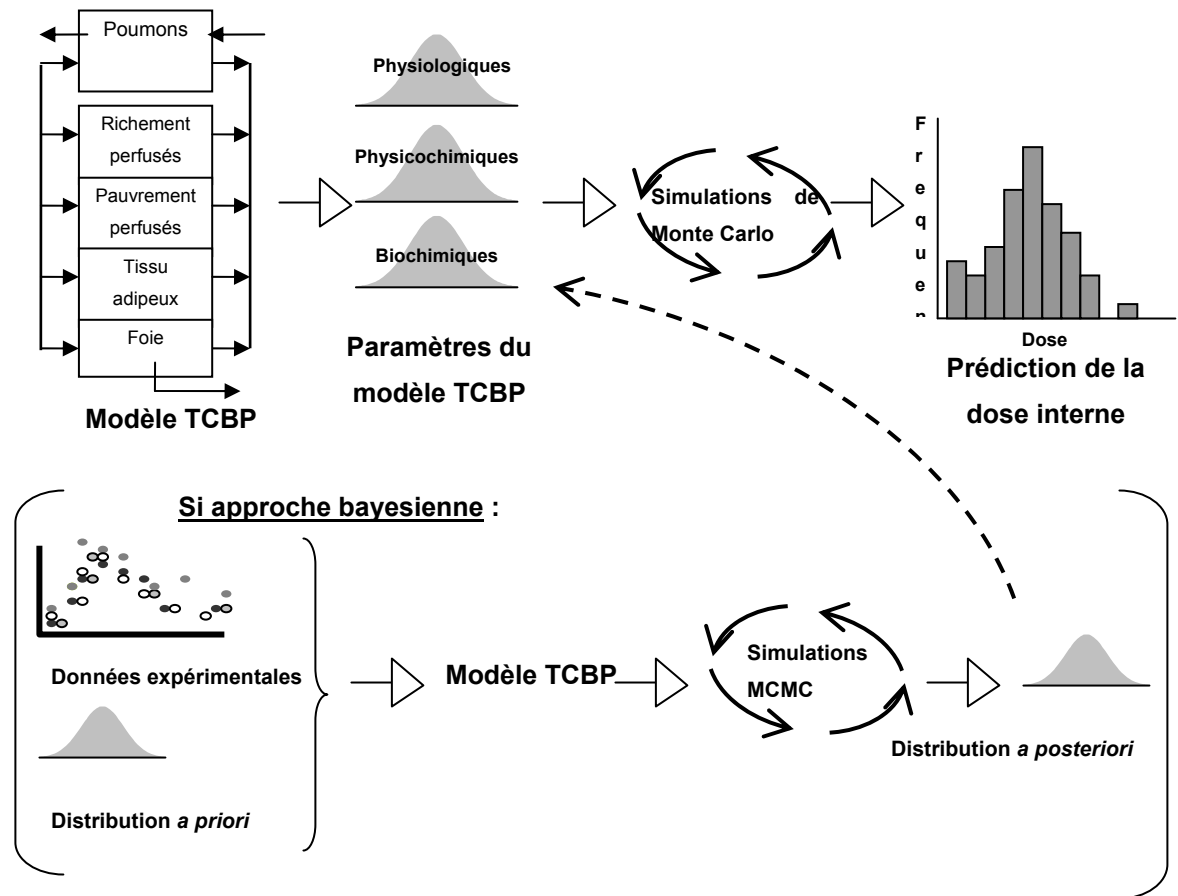 Poumons
Richement
perfusés
Pauvrement
perfusés
Tissu
adipeux
Foie
Modèle TCBP
Physiologiques
Physicochimiques
Biochimiques
Paramètres du
modèle TCBP
Simulations de
Monte Carlo
F
r
e
q
u
e
n
Dose
Prédiction de la
dose interne
Si approche bayesienne :
Données expérimentales
Distribution a priori
Modèle TCBP
Simulations
MCMC
Distribution a posteriori